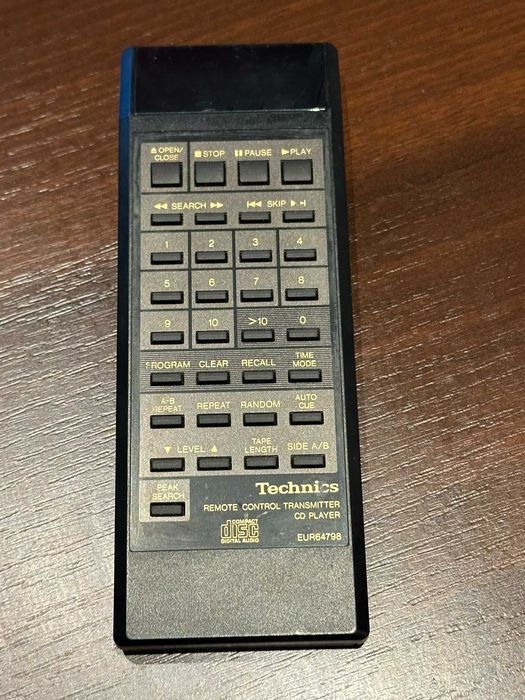 ⏏ OPEN/
CLOSE
■ STOP
❚❚ PAUSE
▶ PLAY
◀◀ SEARCH ▶▶
|◀◀ SKIP ▶▶|
1 2 3 4
5 6 7 8
9 10 >10 0
PROGRAM CLEAR RECALL
TIME
MODE
A-B
REPEAT
REPEAT RANDOM
AUTO
CUE
▼ LEVEL ▲
TAPE
LENGTH
SIDE A/B
PEAK
SEARCH
Technics
REMOTE CONTROL TRANSMITTER
CD PLAYER
COMPACT
disc
DIGITAL AUDIO
EUR64798